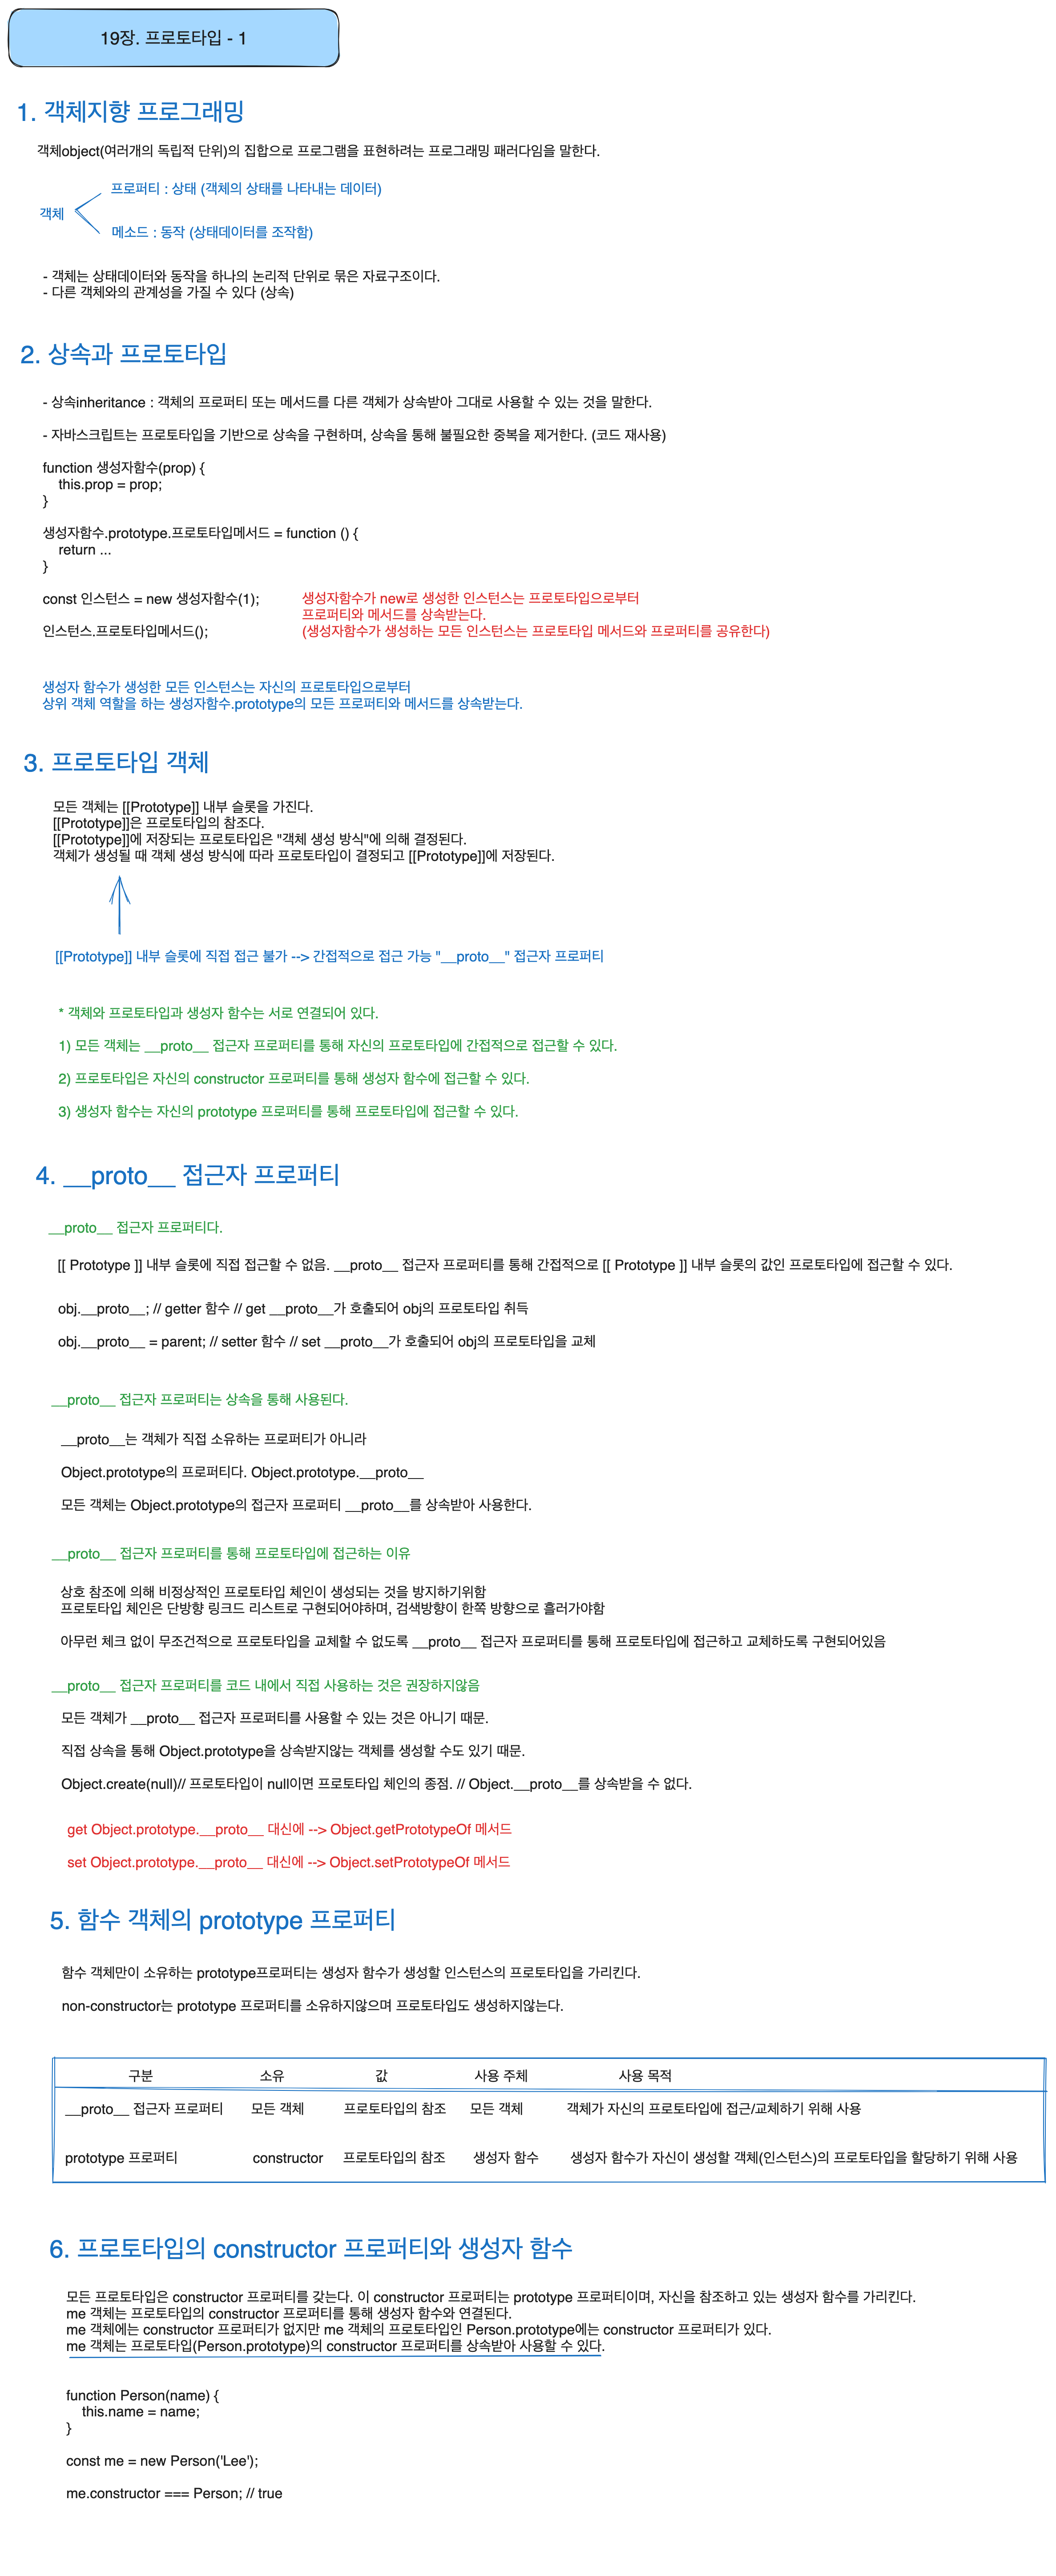 19장. 프로토타입 - 1
1. 객체지향 프로그래밍
객체object(여러개의 독립적 단위)의 집합으로 프로그램을 표현하려는 프로그래밍 패러다임을 말한다.
프로퍼티 : 상태 (객체의 상태를 나타내는 데이터)
객체
메소드 : 동작 (상태데이터를 조작함)
- 객체는 상태데이터와 동작을 하나의 논리적 단위로 묶은 자료구조이다.
- 다른 객체와의 관계성을 가질 수 있다 (상속)
2. 상속과 프로토타입
- 상속inheritance : 객체의 프로퍼티 또는 메서드를 다른 객체가 상속받아 그대로 사용할 수 있는 것을 말한다.
- 자바스크립트는 프로토타입을 기반으로 상속을 구현하며, 상속을 통해 불필요한 중복을 제거한다. (코드 재사용)
function 생성자함수(prop) {
this.prop = prop;
}
생성자함수.prototype.프로토타입메서드 = function () {
return ...
}
const 인스턴스 = new 생성자함수(1);
인스턴스.프로토타입메서드();
생성자함수가 new로 생성한 인스턴스는 프로토타입으로부터
프로퍼티와 메서드를 상속받는다.
(생성자함수가 생성하는 모든 인스턴스는 프로토타입 메서드와 프로퍼티를 공유한다)
생성자 함수가 생성한 모든 인스턴스는 자신의 프로토타입으로부터
상위 객체 역할을 하는 생성자함수.prototype의 모든 프로퍼티와 메서드를 상속받는다.
3. 프로토타입 객체
모든 객체는 [[Prototype]] 내부 슬롯을 가진다.
[[Prototype]]은 프로토타입의 참조다.
[[Prototype]]에 저장되는 프로토타입은 "객체 생성 방식"에 의해 결정된다.
객체가 생성될 때 객체 생성 방식에 따라 프로토타입이 결정되고 [[Prototype]]에 저장된다.
[[Prototype]] 내부 슬롯에 직접 접근 불가 --> 간접적으로 접근 가능 "__proto__" 접근자 프로퍼티
* 객체와 프로토타입과 생성자 함수는 서로 연결되어 있다.
1) 모든 객체는 __proto__ 접근자 프로퍼티를 통해 자신의 프로토타입에 간접적으로 접근할 수 있다.
2) 프로토타입은 자신의 constructor 프로퍼티를 통해 생성자 함수에 접근할 수 있다.
3) 생성자 함수는 자신의 prototype 프로퍼티를 통해 프로토타입에 접근할 수 있다.
4. __proto__ 접근자 프로퍼티
__proto__ 접근자 프로퍼티다.
[[ Prototype ]] 내부 슬롯에 직접 접근할 수 없음. __proto__ 접근자 프로퍼티를 통해 간접적으로 [[ Prototype ]] 내부 슬롯의 값인 프로토타입에 접근할 수 있다.
obj.__proto__; // getter 함수 // get __proto__가 호출되어 obj의 프로토타입 취득
obj.__proto__ = parent; // setter 함수 // set __proto__가 호출되어 obj의 프로토타입을 교체
__proto__ 접근자 프로퍼티는 상속을 통해 사용된다.
__proto__는 객체가 직접 소유하는 프로퍼티가 아니라
Object.prototype의 프로퍼티다. Object.prototype.__proto__
모든 객체는 Object.prototype의 접근자 프로퍼티 __proto__를 상속받아 사용한다.
__proto__ 접근자 프로퍼티를 통해 프로토타입에 접근하는 이유
상호 참조에 의해 비정상적인 프로토타입 체인이 생성되는 것을 방지하기위함
프로토타입 체인은 단방향 링크드 리스트로 구현되어야하며, 검색방향이 한쪽 방향으로 흘러가야함
아무런 체크 없이 무조건적으로 프로토타입을 교체할 수 없도록 __proto__ 접근자 프로퍼티를 통해 프로토타입에 접근하고 교체하도록 구현되어있음
__proto__ 접근자 프로퍼티를 코드 내에서 직접 사용하는 것은 권장하지않음
모든 객체가 __proto__ 접근자 프로퍼티를 사용할 수 있는 것은 아니기 때문.
직접 상속을 통해 Object.prototype을 상속받지않는 객체를 생성할 수도 있기 때문.
Object.create(null)// 프로토타입이 null이면 프로토타입 체인의 종점. // Object.__proto__를 상속받을 수 없다.
get Object.prototype.__proto__ 대신에 --> Object.getPrototypeOf 메서드
set Object.prototype.__proto__ 대신에 --> Object.setPrototypeOf 메서드
5. 함수 객체의 prototype 프로퍼티
함수 객체만이 소유하는 prototype프로퍼티는 생성자 함수가 생성할 인스턴스의 프로토타입을 가리킨다.
non-constructor는 prototype 프로퍼티를 소유하지않으며 프로토타입도 생성하지않는다.
구분 소유 값 사용 주체 사용 목적
__proto__ 접근자 프로퍼티 모든 객체 프로토타입의 참조 모든 객체 객체가 자신의 프로토타입에 접근/교체하기 위해 사용
prototype 프로퍼티 constructor 프로토타입의 참조 생성자 함수 생성자 함수가 자신이 생성할 객체(인스턴스)의 프로토타입을 할당하기 위해 사용
6. 프로토타입의 constructor 프로퍼티와 생성자 함수
모든 프로토타입은 constructor 프로퍼티를 갖는다. 이 constructor 프로퍼티는 prototype 프로퍼티이며, 자신을 참조하고 있는 생성자 함수를 가리킨다.
me 객체는 프로토타입의 constructor 프로퍼티를 통해 생성자 함수와 연결된다.
me 객체에는 constructor 프로퍼티가 없지만 me 객체의 프로토타입인 Person.prototype에는 constructor 프로퍼티가 있다.
me 객체는 프로토타입(Person.prototype)의 constructor 프로퍼티를 상속받아 사용할 수 있다.
function Person(name) {
this.name = name;
}
const me = new Person('Lee');
me.constructor === Person; // true